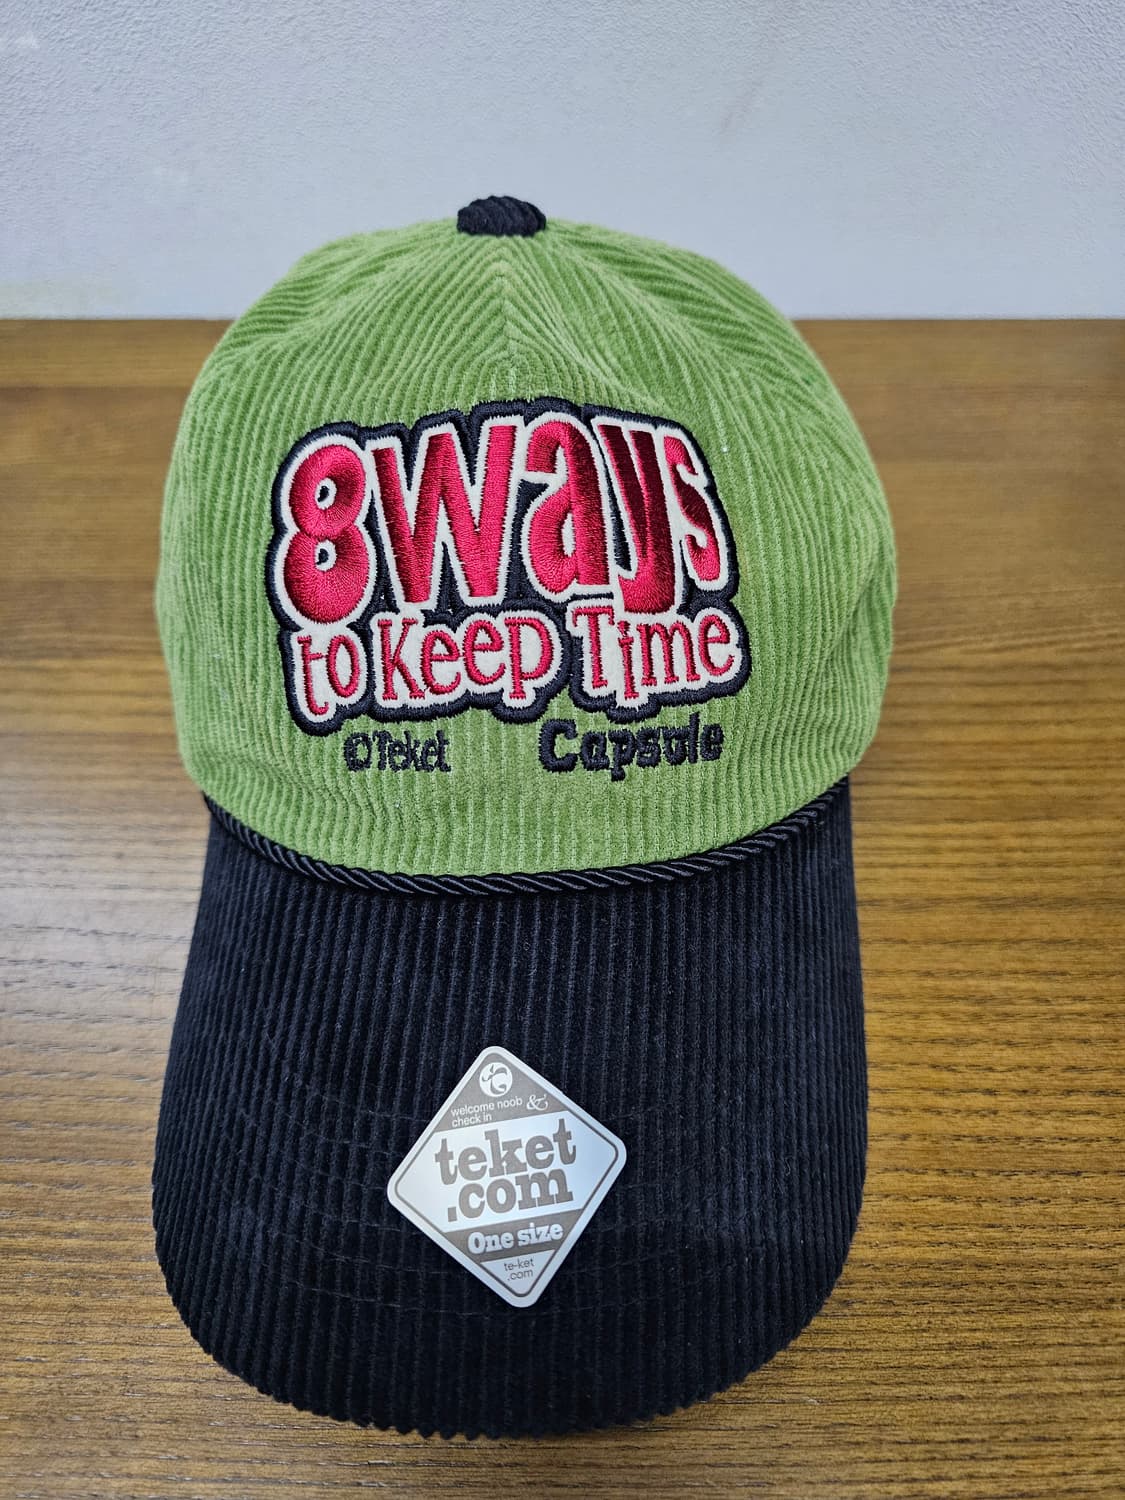 8ways
to Keep Time
©Teket Capsule
welcome noob &
check in
teket
.com
One size
te-ket
.com